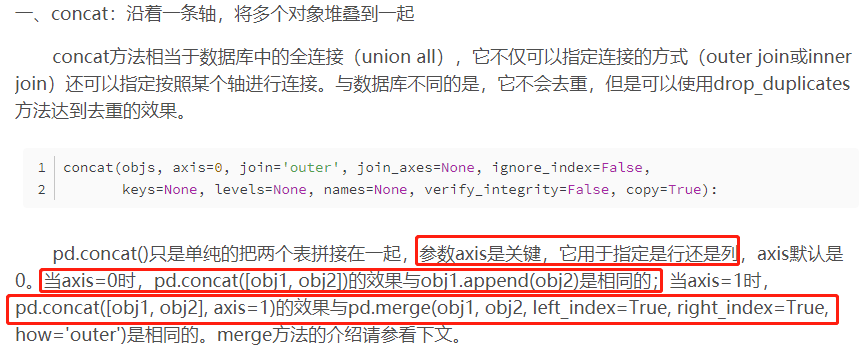 一、concat：沿着一条轴，将多个对象堆叠到一起
concat方法相当于数据库中的全连接（union all），它不仅可以指定连接的方式（outer join或inner
join）还可以指定按照某个轴进行连接。与数据库不同的是，它不会去重，但是可以使用drop_duplicates
方法达到去重的效果。
1 concat(objs, axis=0, join='outer', join_axes=None, ignore_index=False,
2 keys=None, levels=None, names=None, verify_integrity=False, copy=True):
pd.concat()只是单纯的把两个表拼接在一起，参数axis是关键，它用于指定是行还是列，axis默认是
0。当axis=0时，pd.concat([obj1, obj2])的效果与obj1.append(obj2)是相同的；当axis=1时，
pd.concat([obj1, obj2], axis=1)的效果与pd.merge(obj1, obj2, left_index=True, right_index=True,
how='outer')是相同的。merge方法的介绍请参看下文。